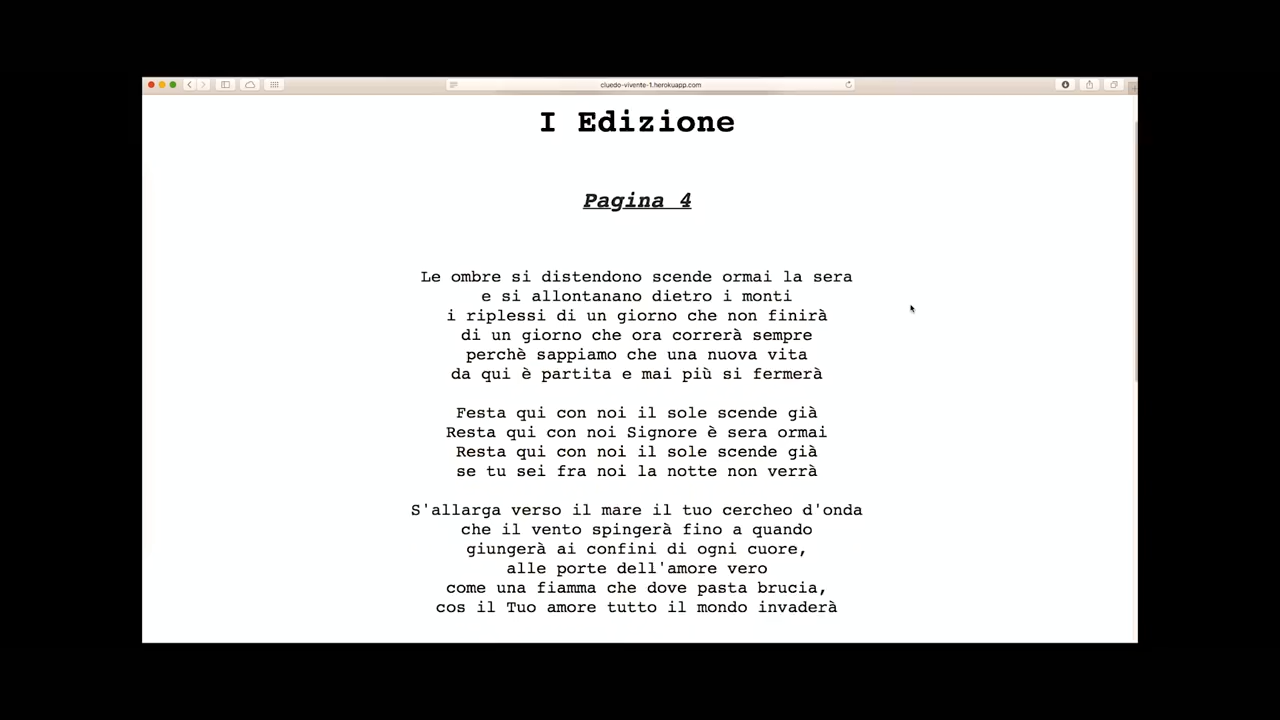 cluedo-vivente-1.herokuapp.com
I Edizione
Pagina 4
Le ombre si distendono scende ormai la sera
e si allontanano dietro i monti
i riplessi di un giorno che non finirà
di un giorno che ora correrà sempre
perchè sappiamo che una nuova vita
da qui è partita e mai più si fermerà
Festa qui con noi il sole scende già
Resta qui con noi Signore è sera ormai
Resta qui con noi il sole scende già
se tu sei fra noi la notte non verrà
S'allarga verso il mare il tuo cercheo d'onda
che il vento spingerà fino a quando
giungerà ai confini di ogni cuore,
alle porte dell'amore vero
come una fiamma che dove pasta brucia,
cos il Tuo amore tutto il mondo invaderà